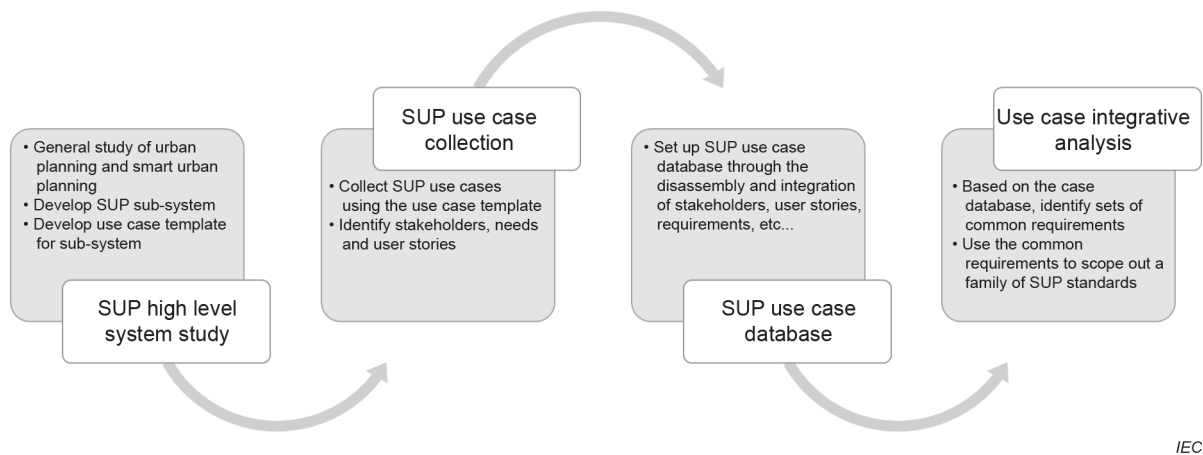 • General study of urban
planning and smart urban
planning
• Develop SUP sub-system
• Develop use case template
for sub-system
SUP high level
system study
SUP use case
collection
• Collect SUP use cases
using the use case template
• Identify stakeholders, needs
and user stories
• Set up SUP use case
database through the
disassembly and integration
of stakeholders, user stories,
requirements, etc...
SUP use case
database
Use case integrative
analysis
• Based on the case
database, identify sets of
common requirements
• Use the common
requirements to scope out a
family of SUP standards
IEC